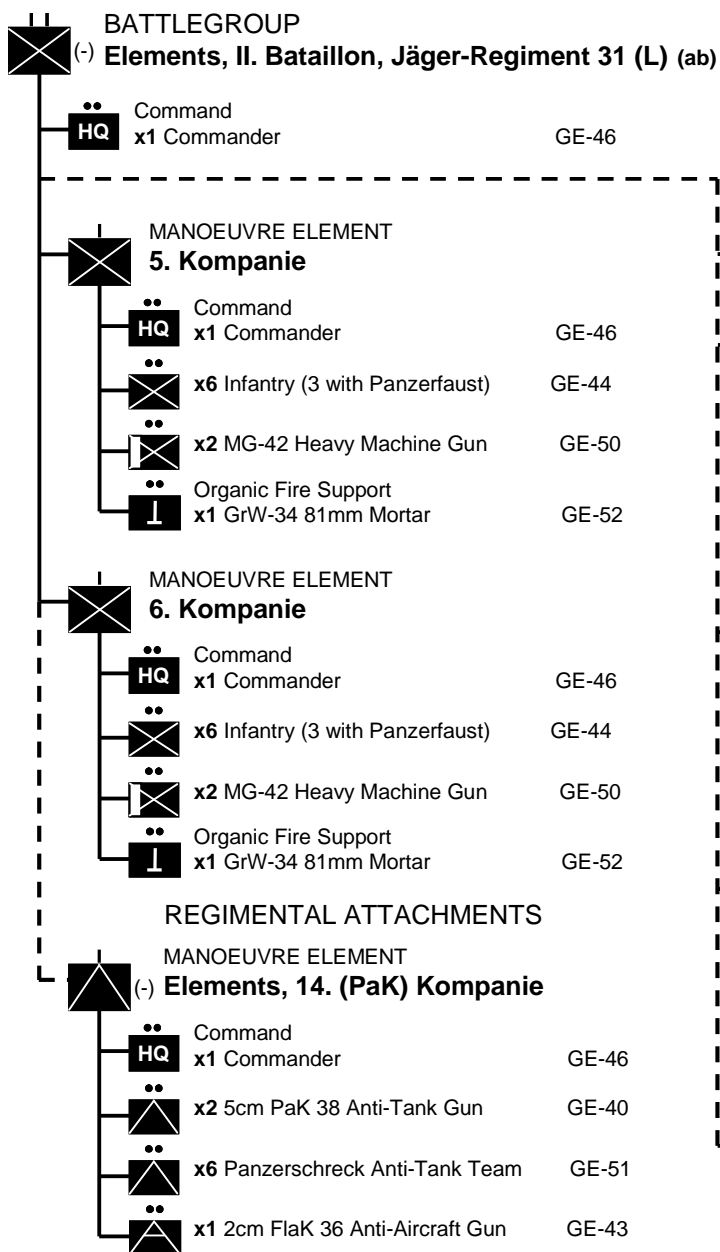 BATTLEGROUP
(-) Elements, II. Bataillon, Jäger-Regiment 31 (L) (ab)
Command
HQ x1 Commander GE-46
MANOEUVRE ELEMENT
5. Kompanie
Command
HQ x1 Commander GE-46
x6 Infantry (3 with Panzerfaust) GE-44
x2 MG-42 Heavy Machine Gun GE-50
Organic Fire Support
x1 GrW-34 81mm Mortar GE-52
MANOEUVRE ELEMENT
6. Kompanie
Command
HQ x1 Commander GE-46
x6 Infantry (3 with Panzerfaust) GE-44
x2 MG-42 Heavy Machine Gun GE-50
Organic Fire Support
x1 GrW-34 81mm Mortar GE-52
REGIMENTAL ATTACHMENTS
MANOEUVRE ELEMENT
(-) Elements, 14. (PaK) Kompanie
Command
HQ x1 Commander GE-46
x2 5cm PaK 38 Anti-Tank Gun GE-40
x6 Panzerschreck Anti-Tank Team GE-51
x1 2cm FlaK 36 Anti-Aircraft Gun GE-43